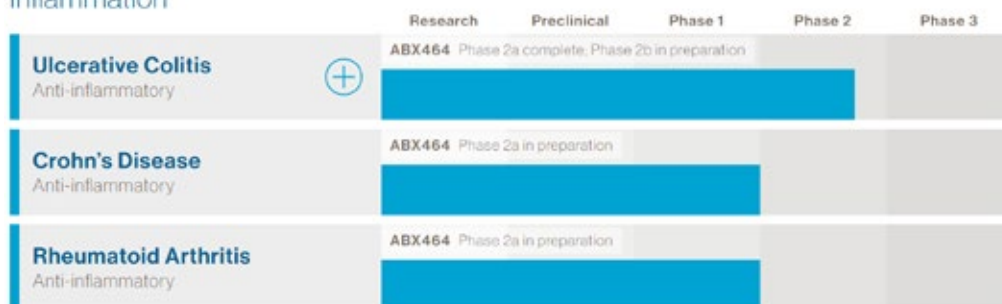 Inflammation
Research Preclinical Phase 1 Phase 2 Phase 3
ABX464 Phase 2a complete; Phase 2b in preparation
Ulcerative Colitis
Anti-inflammatory
ABX464 Phase 2a in preparation
Crohn's Disease
Anti-inflammatory
ABX464 Phase 2a in preparation
Rheumatoid Arthritis
Anti-inflammatory